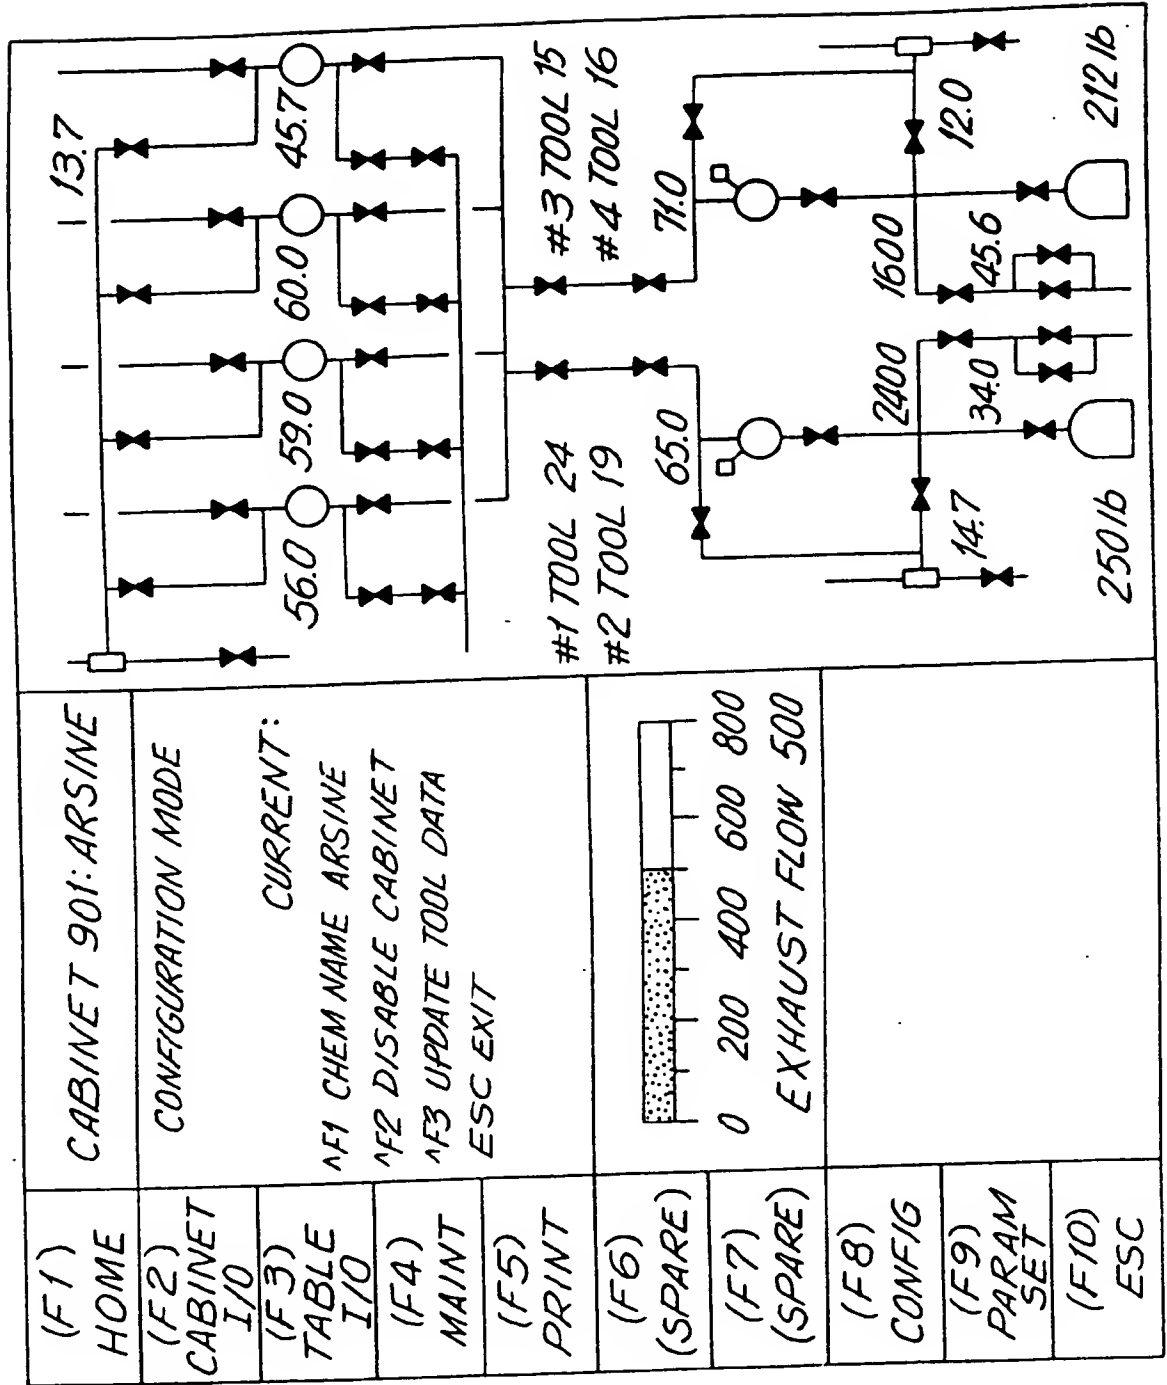 (F1)
HOME
(F2)
CABINET
I/O
(F3)
TABLE
I/O
(F4)
MAINT
(F5)
PRINT
(F6)
(SPARE)
(F7)
(SPARE)
(F8)
CONFIG
(F9)
PARAM
SET
(F10)
ESC
CABINET 901: ARSINE
CONFIGURATION MODE
CURRENT:
^F1 CHEM NAME ARSINE
^F2 DISABLE CABINET
^F3 UPDATE TOOL DATA
ESC EXIT
0 200 400 600 800
EXHAUST FLOW 500
13.7
56.0 59.0 60.0 45.7
#1 TOOL 24
#2 TOOL 19
#3 TOOL 15
#4 TOOL 16
65.0 71.0
2400 1600
14.7 34.0 45.6 12.0
250 lb 212 lb